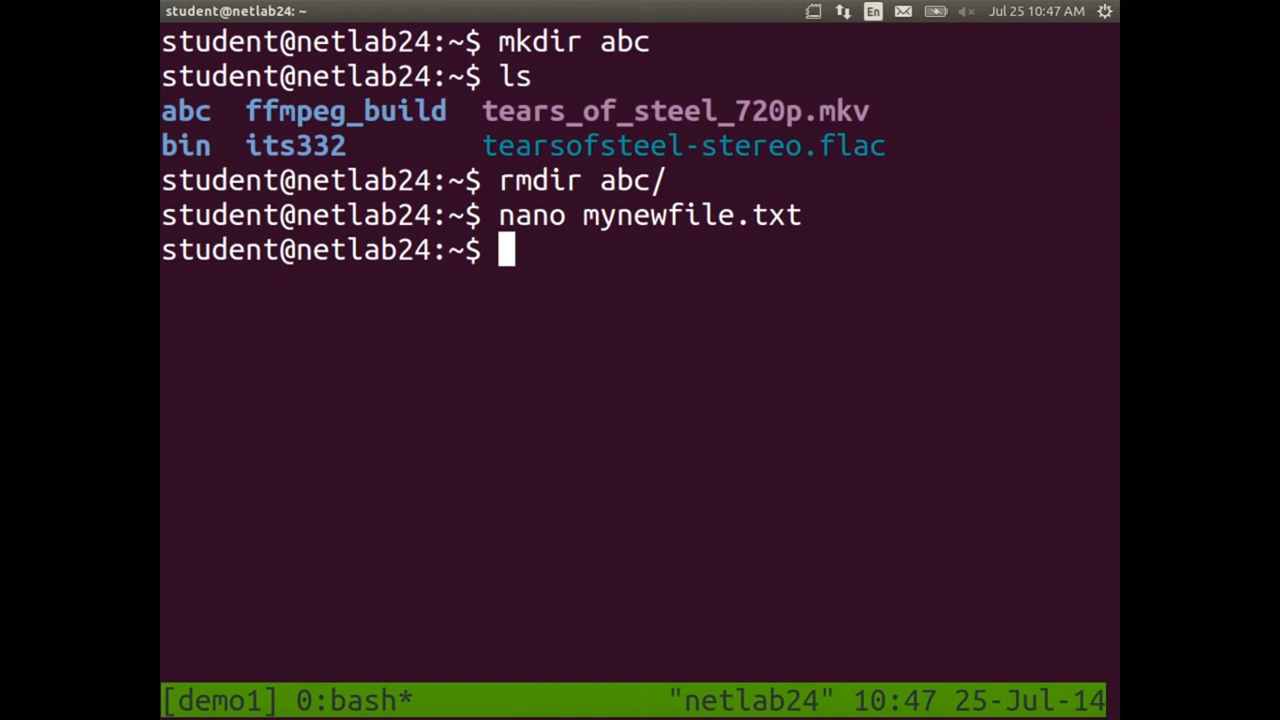 student@netlab24: ~ En Jul 25 10:47 AM
student@netlab24:~$ mkdir abc
student@netlab24:~$ ls
abc ffmpeg_build tears_of_steel_720p.mkv
bin its332 tearsofsteel-stereo.flac
student@netlab24:~$ rmdir abc/
student@netlab24:~$ nano mynewfile.txt
student@netlab24:~$
[demo1] 0:bash* "netlab24" 10:47 25-Jul-14